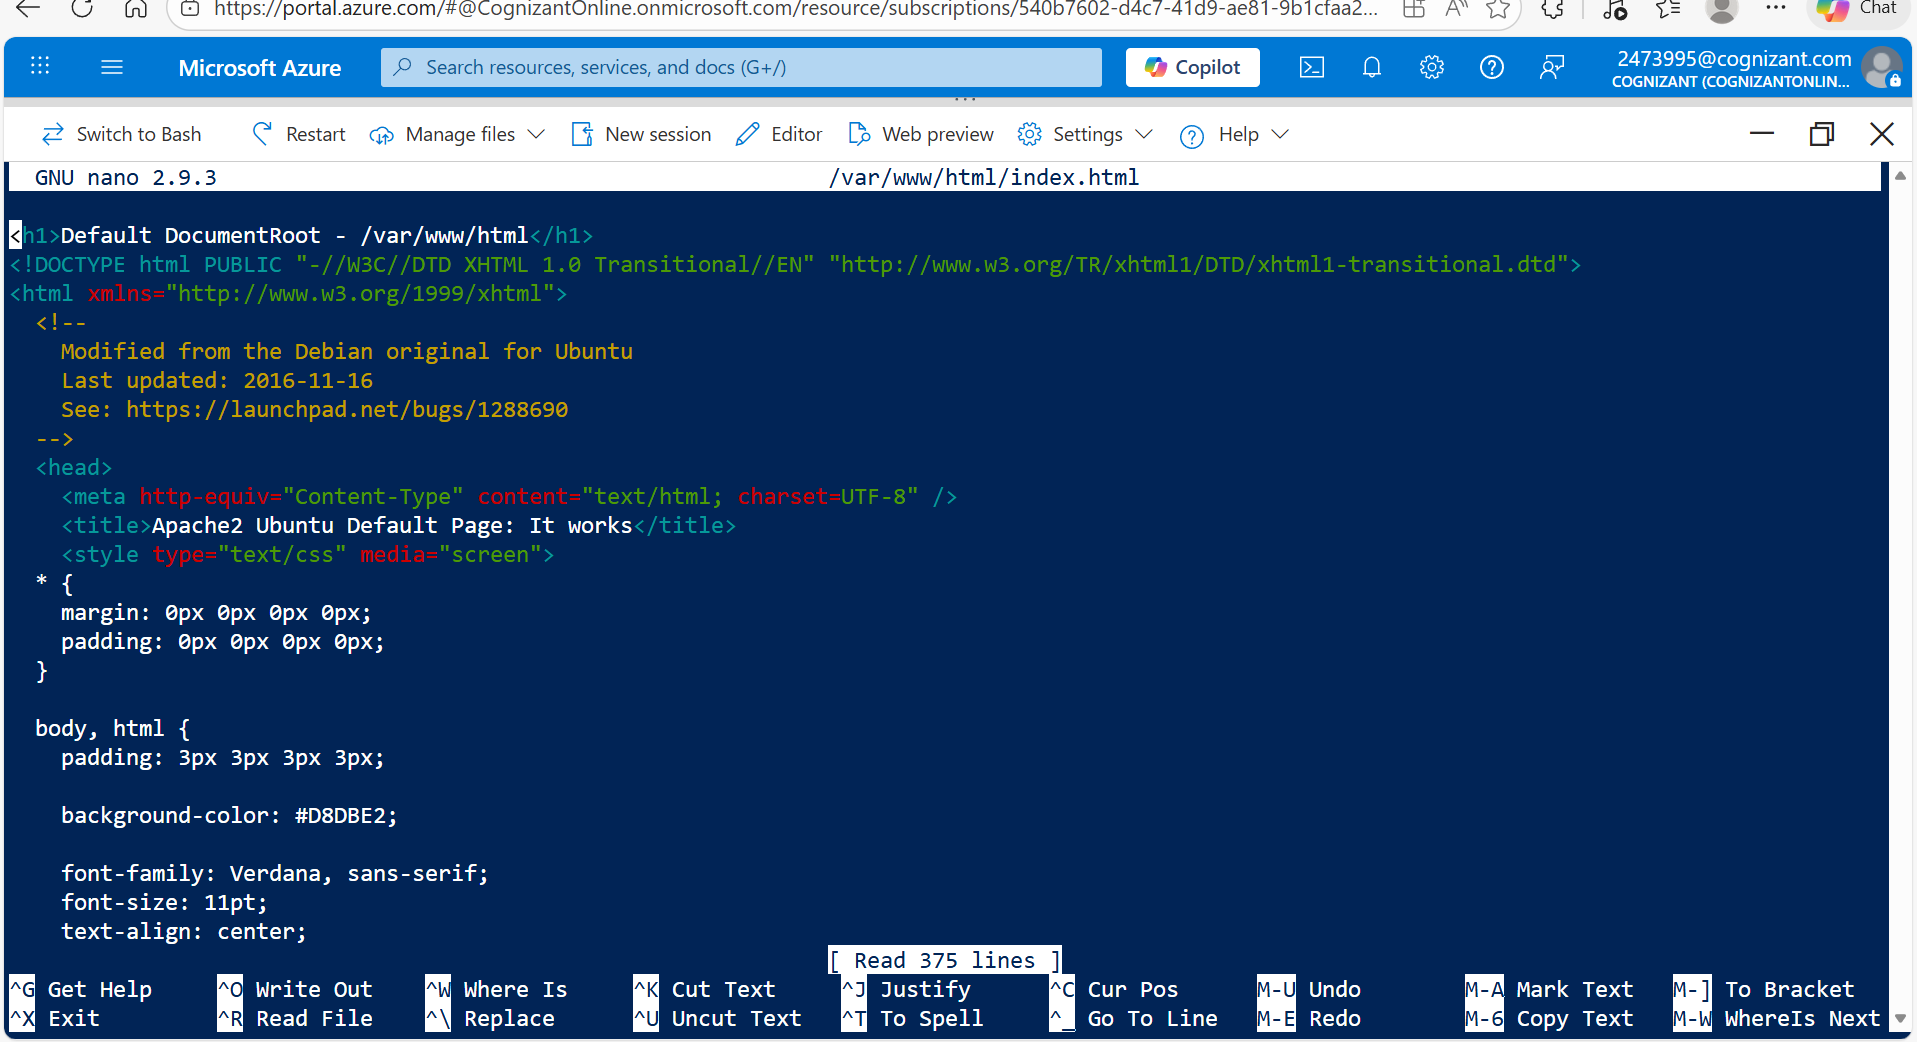 https://portal.azure.com/#@CognizantOnline.onmicrosoft.com/resource/subscriptions/540b7602-d4c7-41d9-ae81-9b1cfaa2... Chat
Microsoft Azure Search resources, services, and docs (G+/) Copilot 2473995@cognizant.com
COGNIZANT (COGNIZANTONLIN...
Switch to Bash Restart Manage files New session Editor Web preview Settings Help
GNU nano 2.9.3 /var/www/html/index.html
<h1>Default DocumentRoot - /var/www/html</h1>
<!DOCTYPE html PUBLIC "-//W3C//DTD XHTML 1.0 Transitional//EN" "http://www.w3.org/TR/xhtml1/DTD/xhtml1-transitional.dtd">
<html xmlns="http://www.w3.org/1999/xhtml">
  <!--
    Modified from the Debian original for Ubuntu
    Last updated: 2016-11-16
    See: https://launchpad.net/bugs/1288690
  -->
  <head>
    <meta http-equiv="Content-Type" content="text/html; charset=UTF-8" />
    <title>Apache2 Ubuntu Default Page: It works</title>
    <style type="text/css" media="screen">
  * {
    margin: 0px 0px 0px 0px;
    padding: 0px 0px 0px 0px;
  }
  body, html {
    padding: 3px 3px 3px 3px;
    background-color: #D8DBE2;
    font-family: Verdana, sans-serif;
    font-size: 11pt;
    text-align: center;
[ Read 375 lines ]
^G Get Help ^O Write Out ^W Where Is ^K Cut Text ^J Justify ^C Cur Pos M-U Undo M-A Mark Text M-] To Bracket
^X Exit ^R Read File ^\ Replace ^U Uncut Text ^T To Spell ^_ Go To Line M-E Redo M-6 Copy Text M-W WhereIs Next